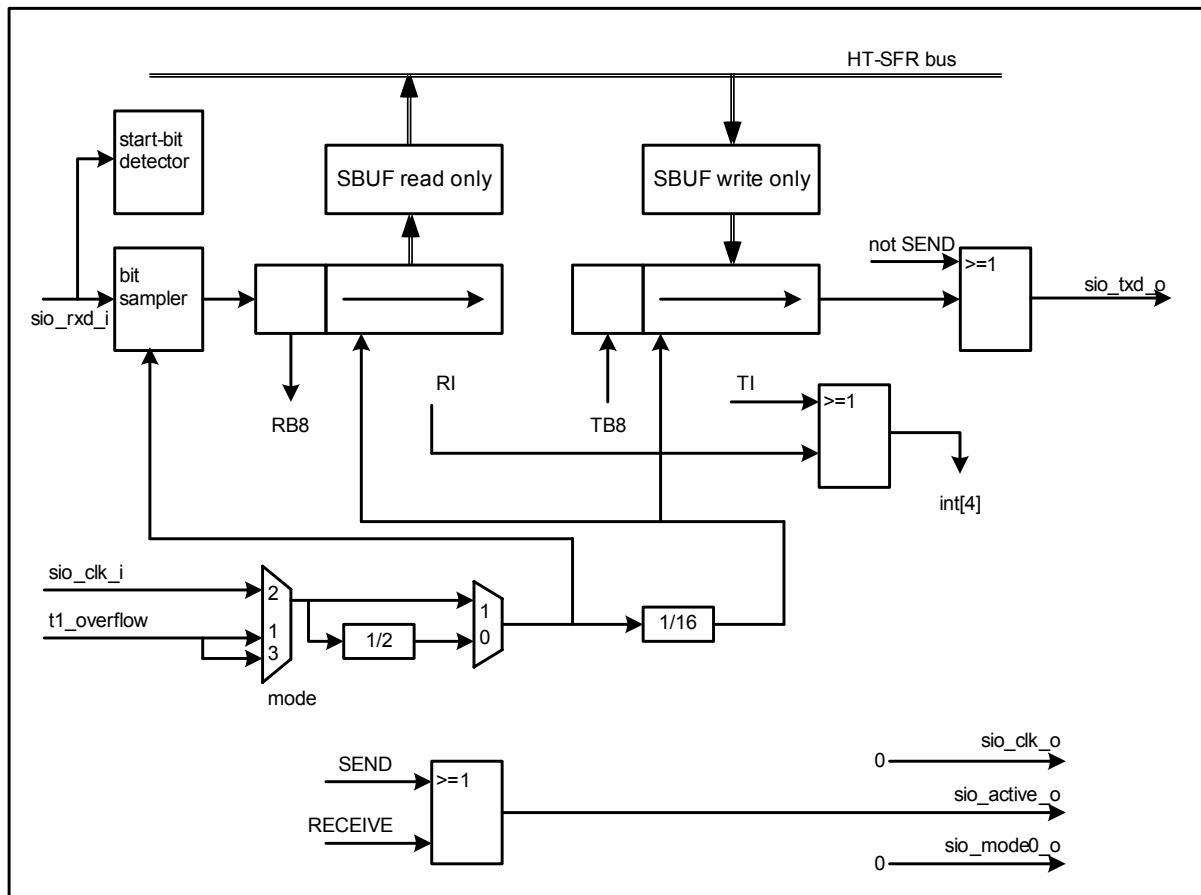 HT-SFR bus
start-bit
detector
SBUF read only
SBUF write only
not SEND
>=1
bit
sampler
sio_rxd_i
sio_txd_o
RI
TI
>=1
RB8
TB8
int[4]
sio_clk_i
2
t1_overflow
1
3
1/2
1
0
1/16
mode
SEND
>=1
RECEIVE
0
sio_clk_o
sio_active_o
0
sio_mode0_o